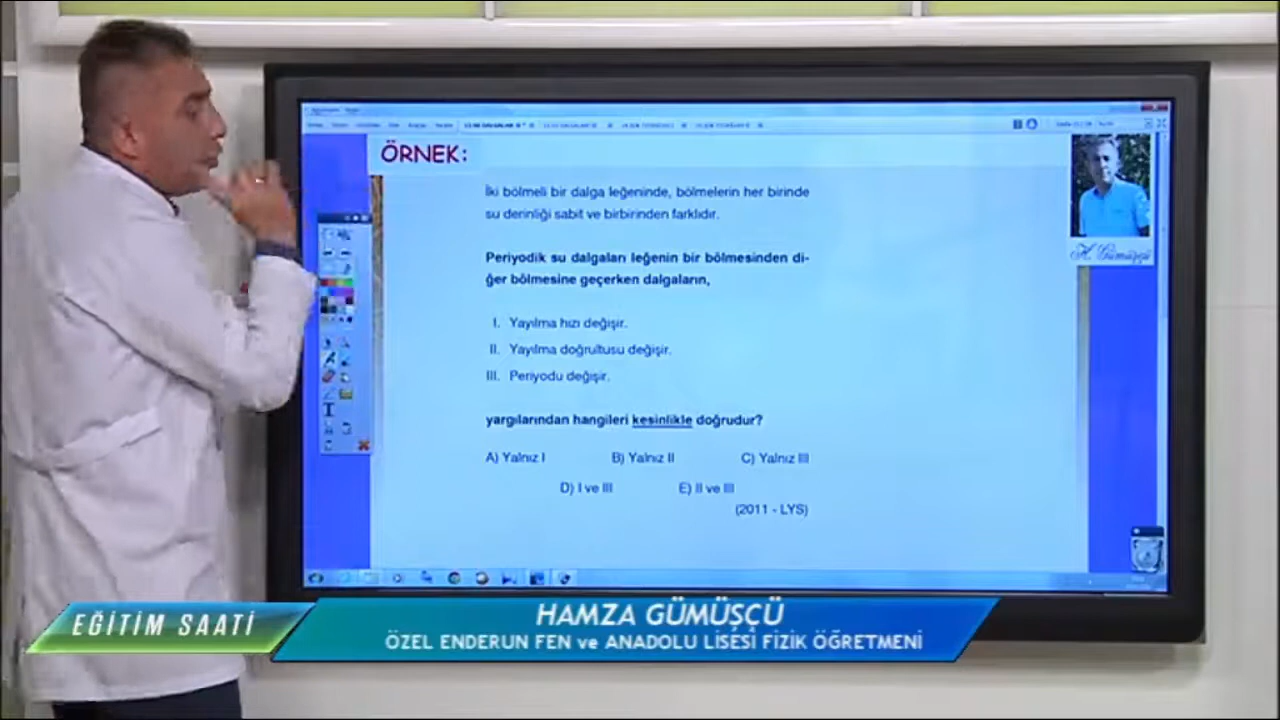 ÖRNEK:
İki bölmeli bir dalga leğeninde, bölmelerin her birinde
su derinliği sabit ve birbirinden farklıdır.
Periyodik su dalgaları leğenin bir bölmesinden di-
ğer bölmesine geçerken dalgaların,
I. Yayılma hızı değişir.
II. Yayılma doğrultusu değişir.
III. Periyodu değişir.
yargılarından hangileri kesinlikle doğrudur?
A) Yalnız I B) Yalnız II C) Yalnız III
D) I ve III E) II ve III
(2011 - LYS)
H. Gümüşçü
EĞİTİM SAATİ
HAMZA GÜMÜŞÇÜ
ÖZEL ENDERUN FEN ve ANADOLU LİSESİ FİZİK ÖĞRETMENİ